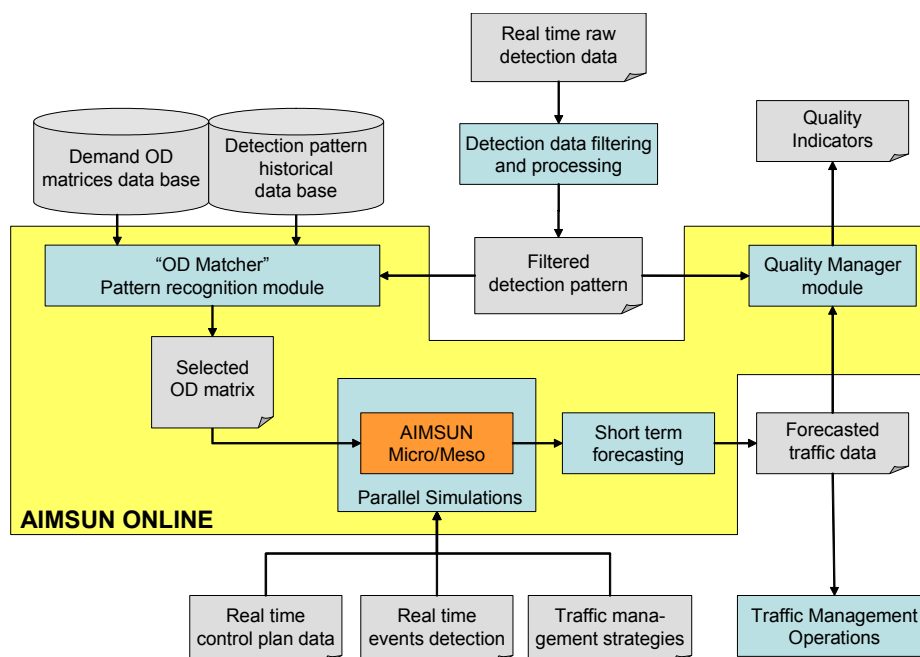 Real time raw
detection data
Quality
Indicators
Demand OD
matrices data base
Detection pattern
historical
data base
Detection data filtering
and processing
“OD Matcher”
Pattern recognition module
Filtered
detection pattern
Quality Manager
module
Selected
OD matrix
AIMSUN
Micro/Meso
Short term
forecasting
Forecasted
traffic data
Parallel Simulations
AIMSUN ONLINE
Real time
control plan data
Real time
events detection
Traffic mana-
gement strategies
Traffic Management
Operations